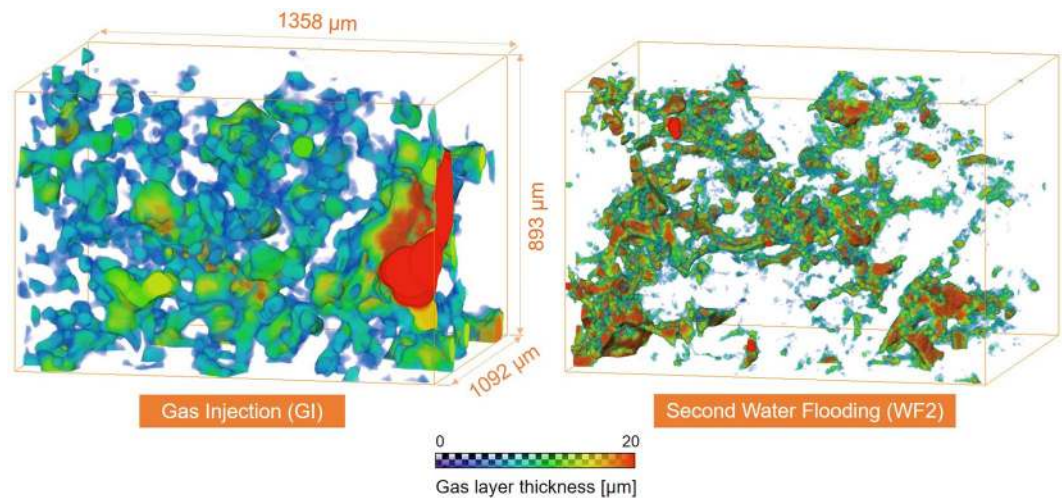 1358 µm
893 µm
1092 µm
Gas Injection (GI)
Second Water Flooding (WF2)
0 20
Gas layer thickness [µm]